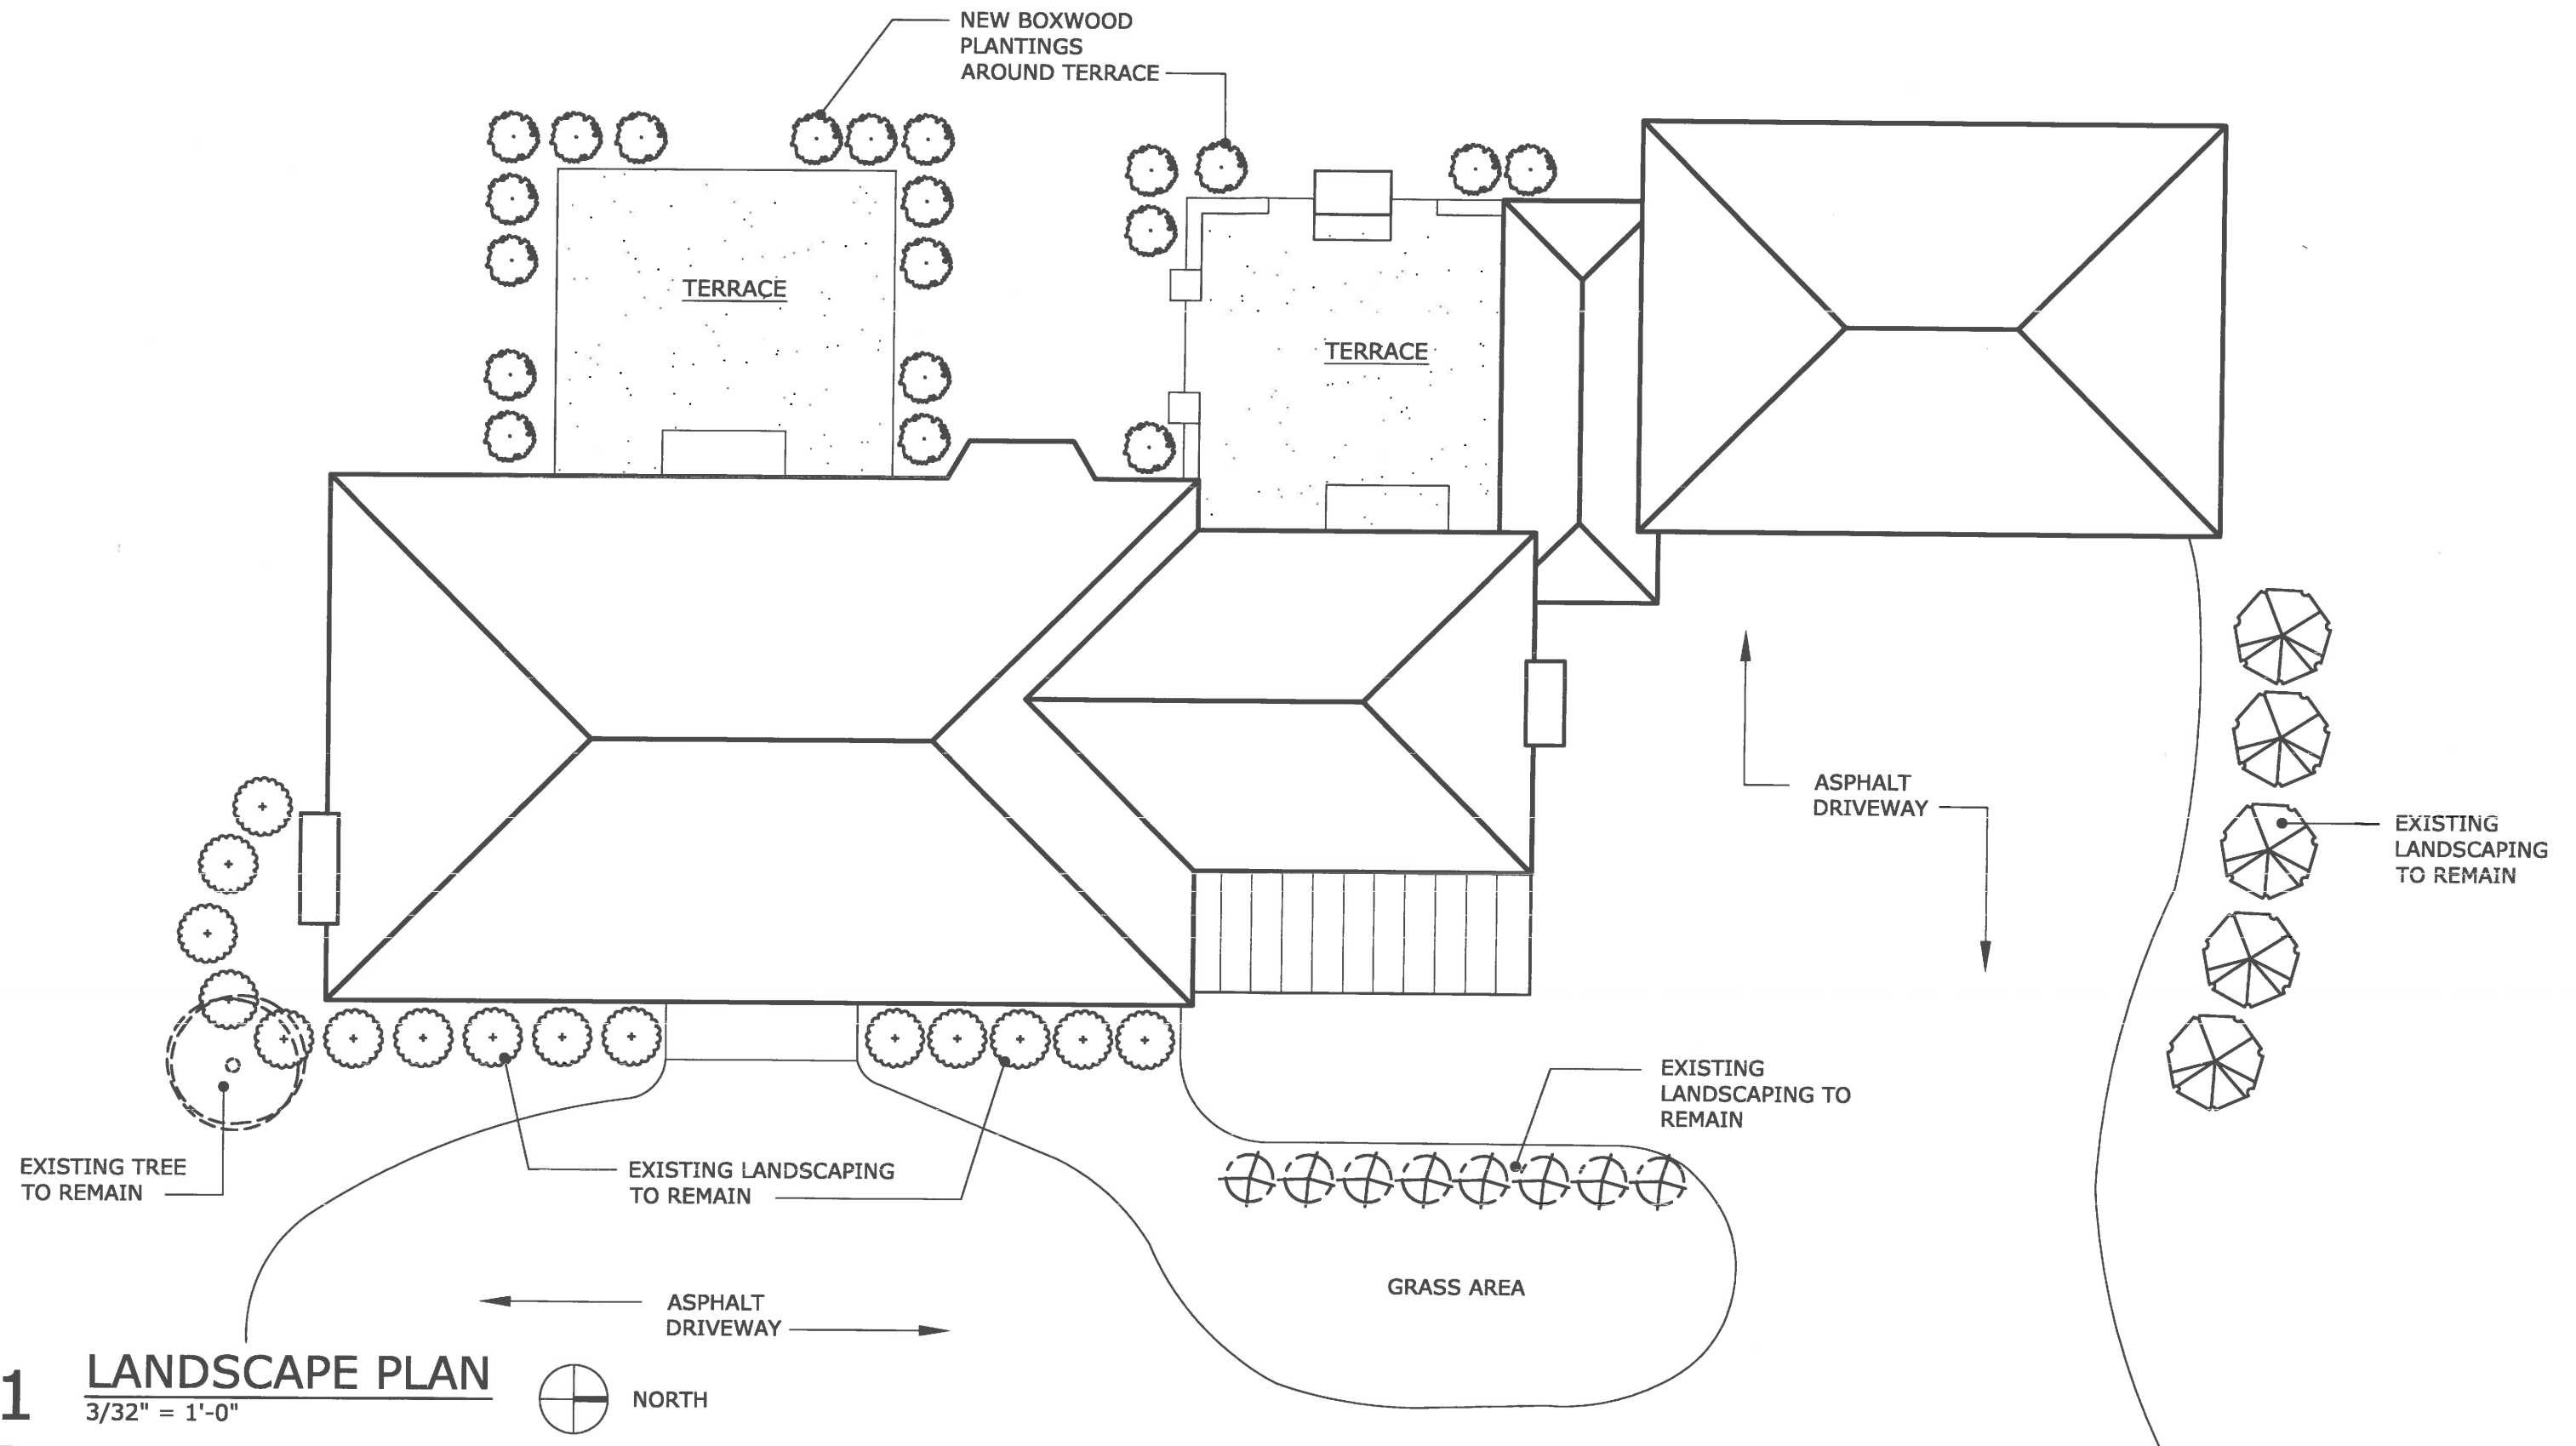 NEW BOXWOOD
PLANTINGS
AROUND TERRACE
TERRACE
TERRACE
ASPHALT
DRIVEWAY
EXISTING
LANDSCAPING
TO REMAIN
EXISTING
LANDSCAPING TO
REMAIN
EXISTING TREE
TO REMAIN
EXISTING LANDSCAPING
TO REMAIN
GRASS AREA
ASPHALT
DRIVEWAY
1
LANDSCAPE PLAN
3/32" = 1'-0"
NORTH